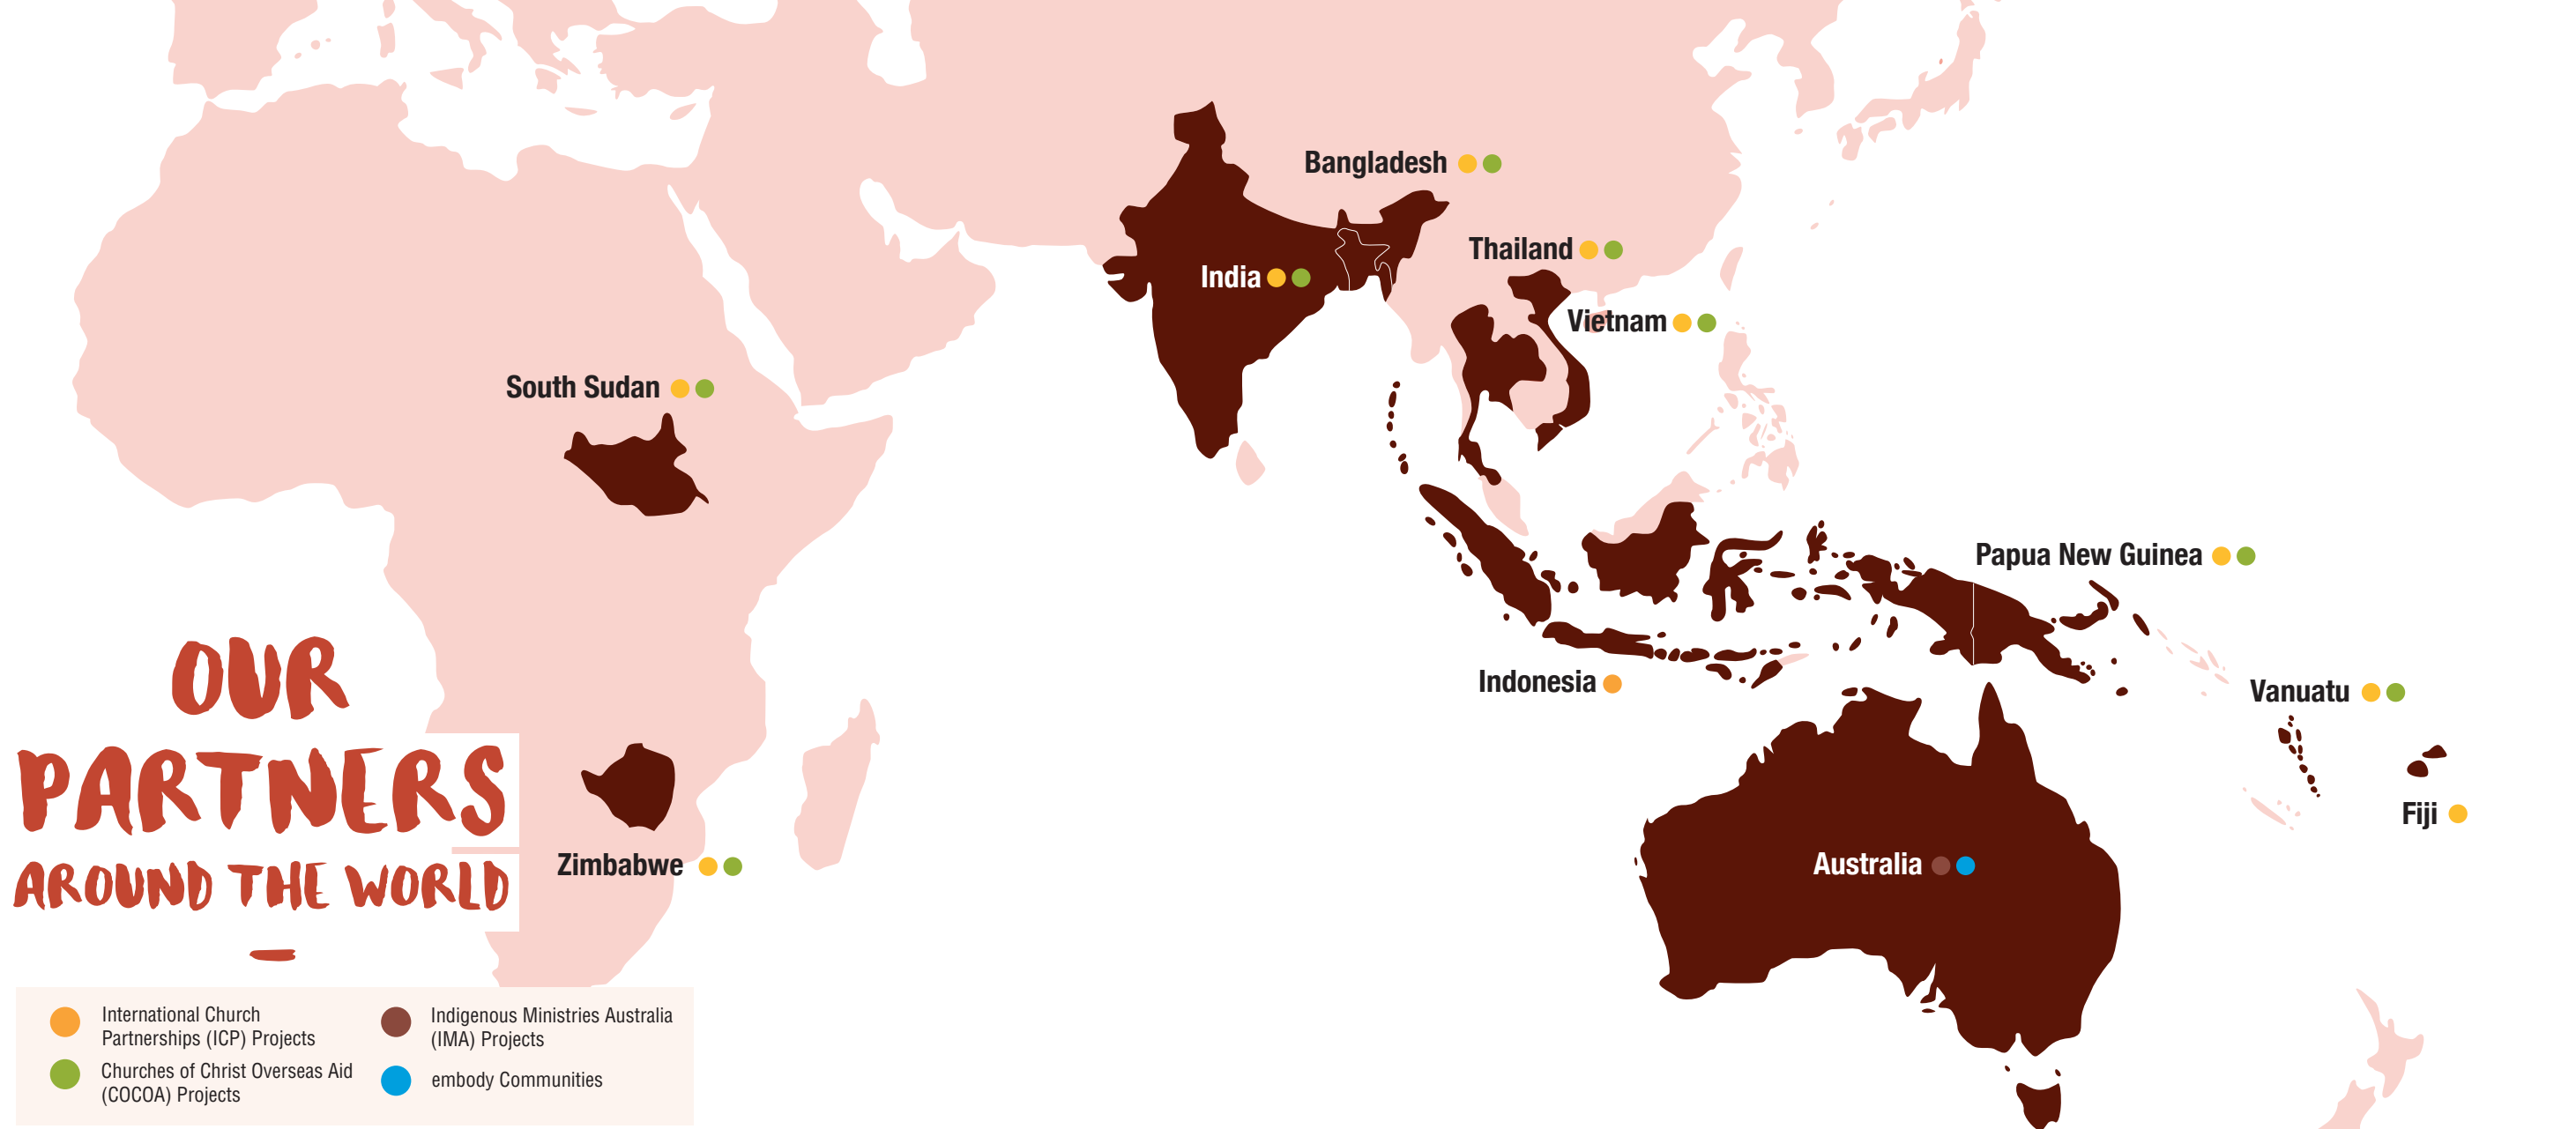 Bangladesh
Thailand
India
Vietnam
South Sudan
Papua New Guinea
Indonesia
Vanuatu
Fiji
Zimbabwe
Australia
OUR
PARTNERS
AROUND THE WORLD
International Church
Partnerships (ICP) Projects
Churches of Christ Overseas Aid
(COCOA) Projects
Indigenous Ministries Australia
(IMA) Projects
embody Communities